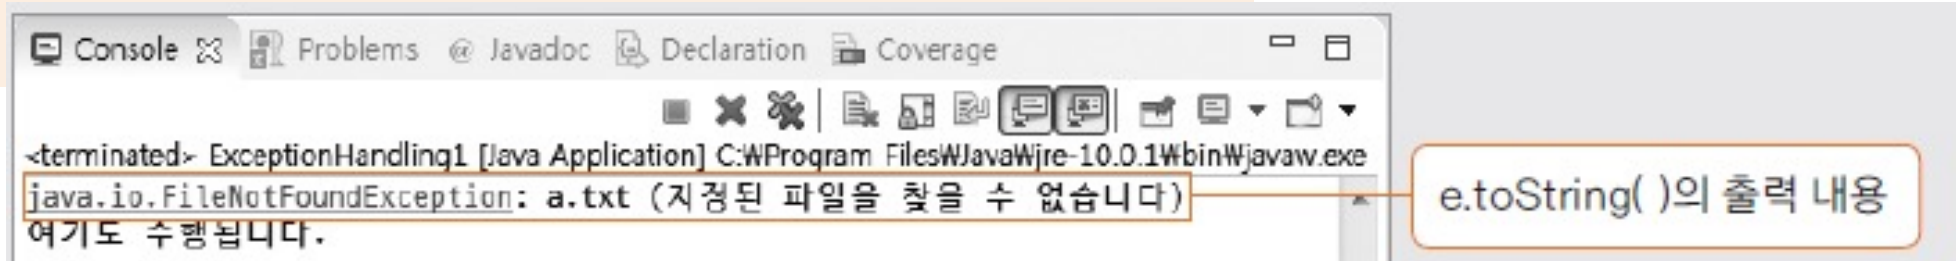 Console Problems @ Javadoc Declaration Coverage
<terminated> ExceptionHandling1 [Java Application] C:₩Program Files₩Java₩jre-10.0.1₩bin₩javaw.exe
java.io.FileNotFoundException: a.txt (지정된 파일을 찾을 수 없습니다)
e.toString( )의 출력 내용
여기도 수행됩니다.